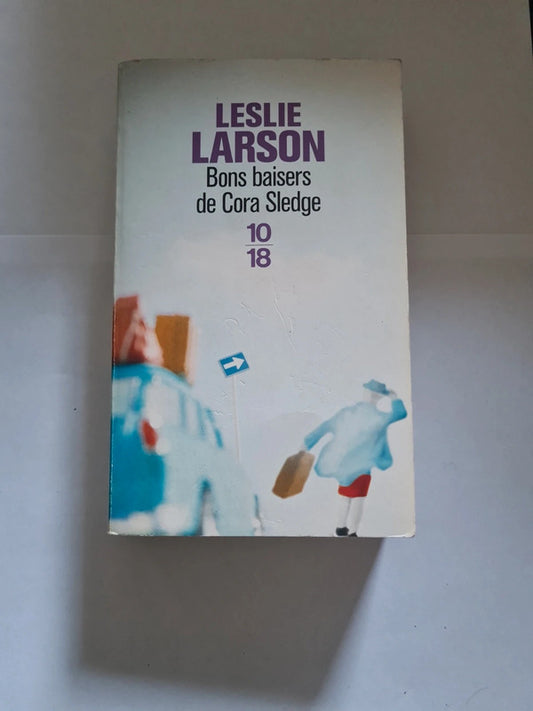 LESLIE
LARSON
Bons baisers
de Cora Sledge
10
18